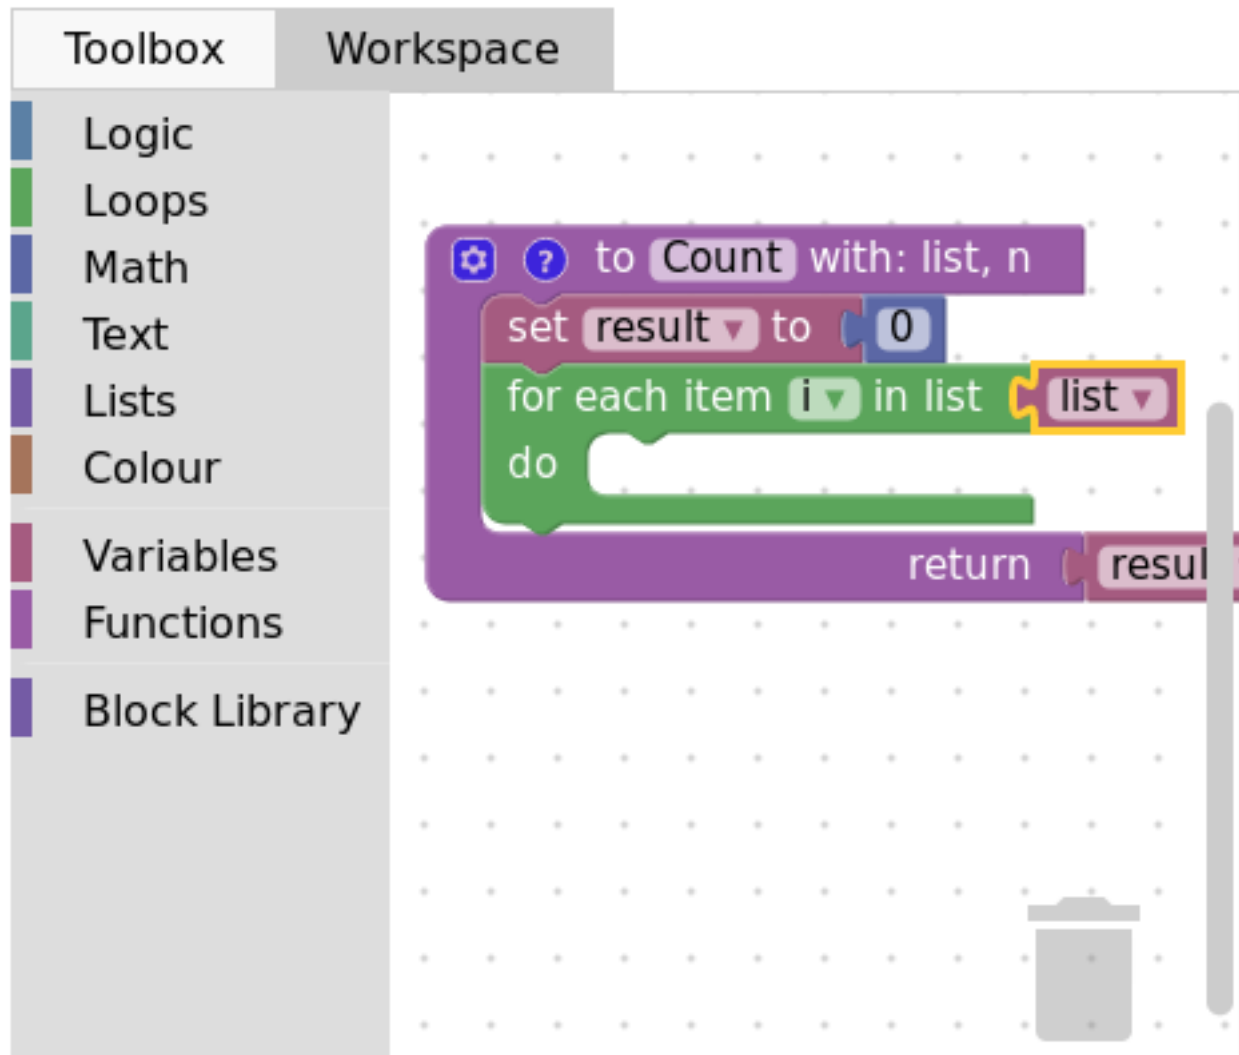 Toolbox Workspace
Logic
Loops
Math
Text
Lists
Colour
Variables
Functions
Block Library
? to Count with: list, n
set result to 0
for each item i in list list
do
return resul